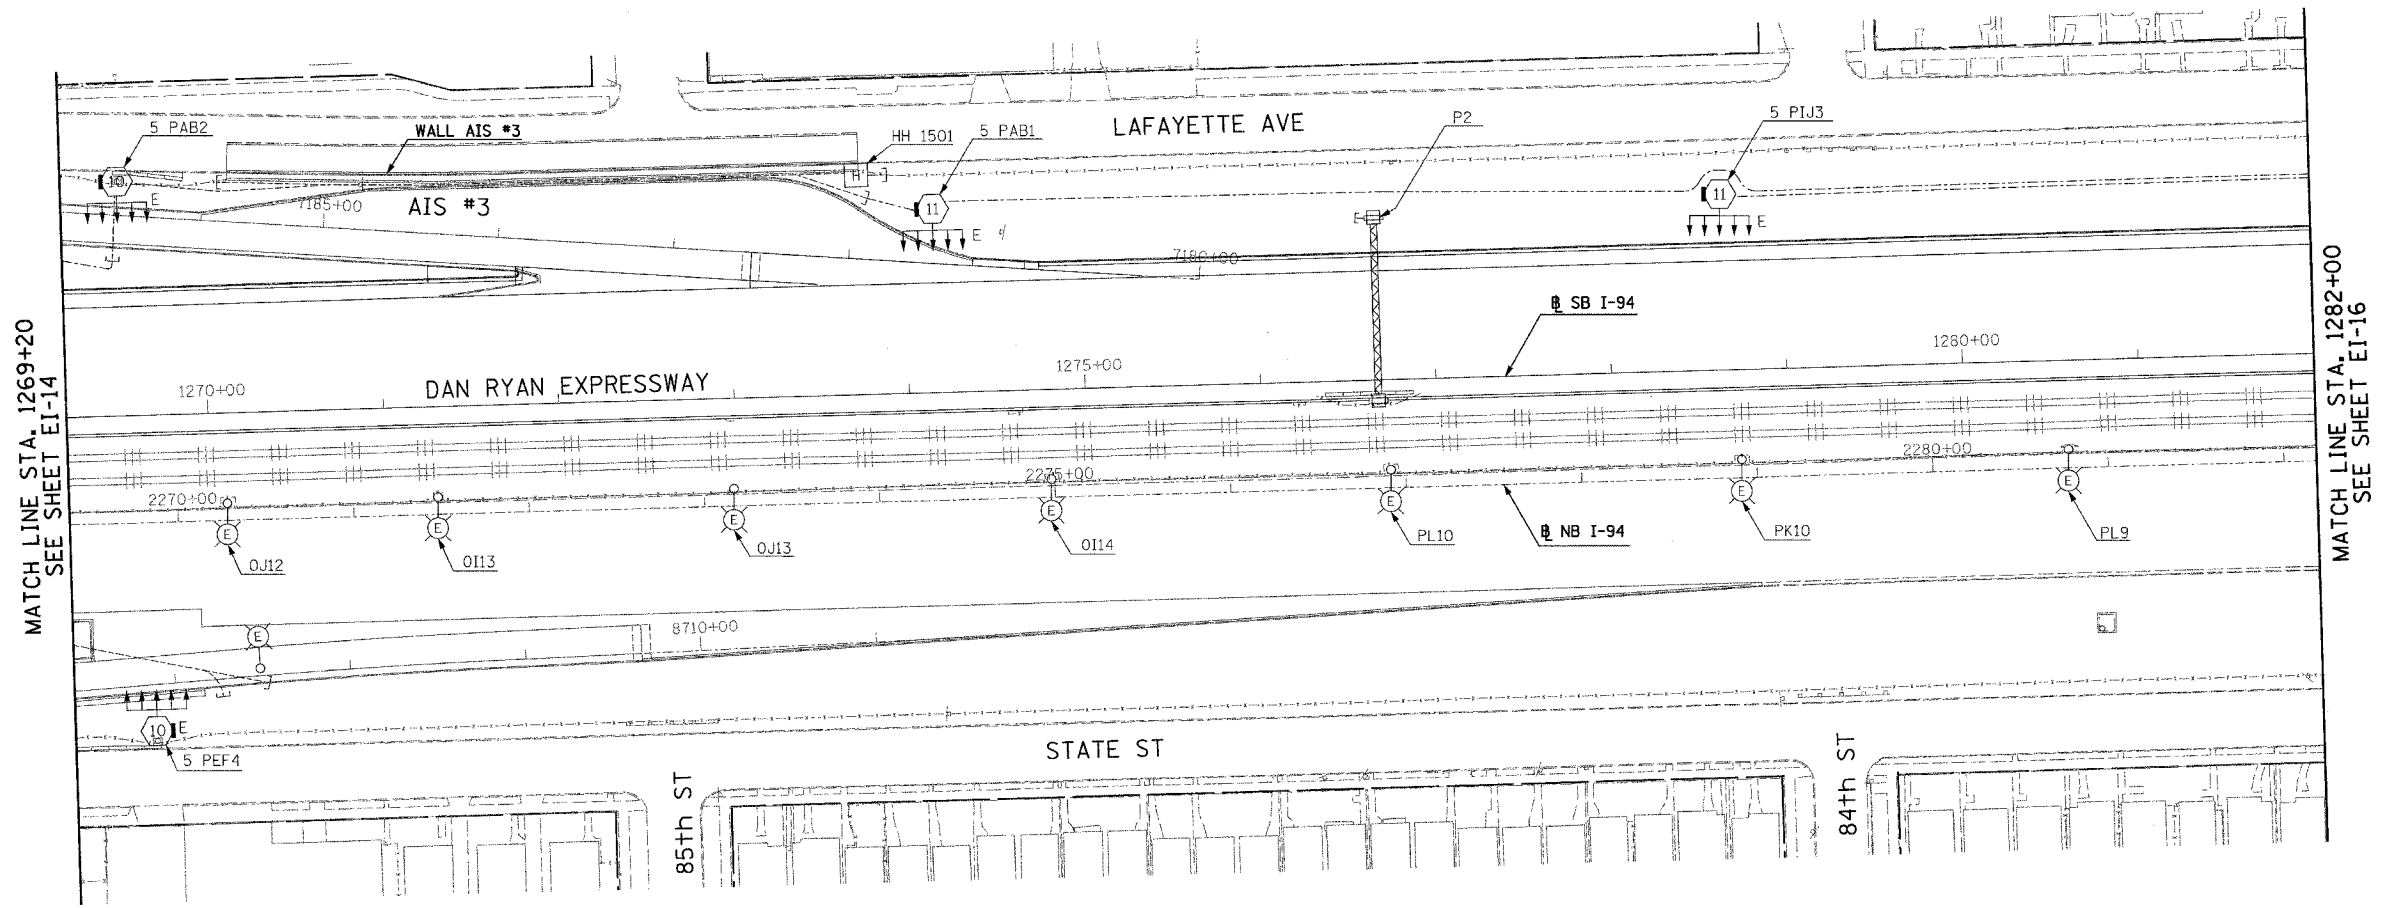 5 PAB2
WALL AIS #3
HH 1501
5 PAB1
LAFAYETTE AVE
P2
5 PIJ3
10
E
7185+00
AIS #3
11
E
11
E
7180+00
℄ SB I-94
MATCH LINE STA. 1269+20
SEE SHEET EI-14
1270+00
DAN RYAN EXPRESSWAY
1275+00
1280+00
MATCH LINE STA. 1282+00
SEE SHEET EI-16
2270+00
2275+00
2280+00
E
E
E
E
E
E
E
OJ12
OI13
OJ13
OI14
PL10
℄ NB I-94
PK10
PL9
E
8710+00
10
E
5 PEF4
STATE ST
85th ST
84th ST
H